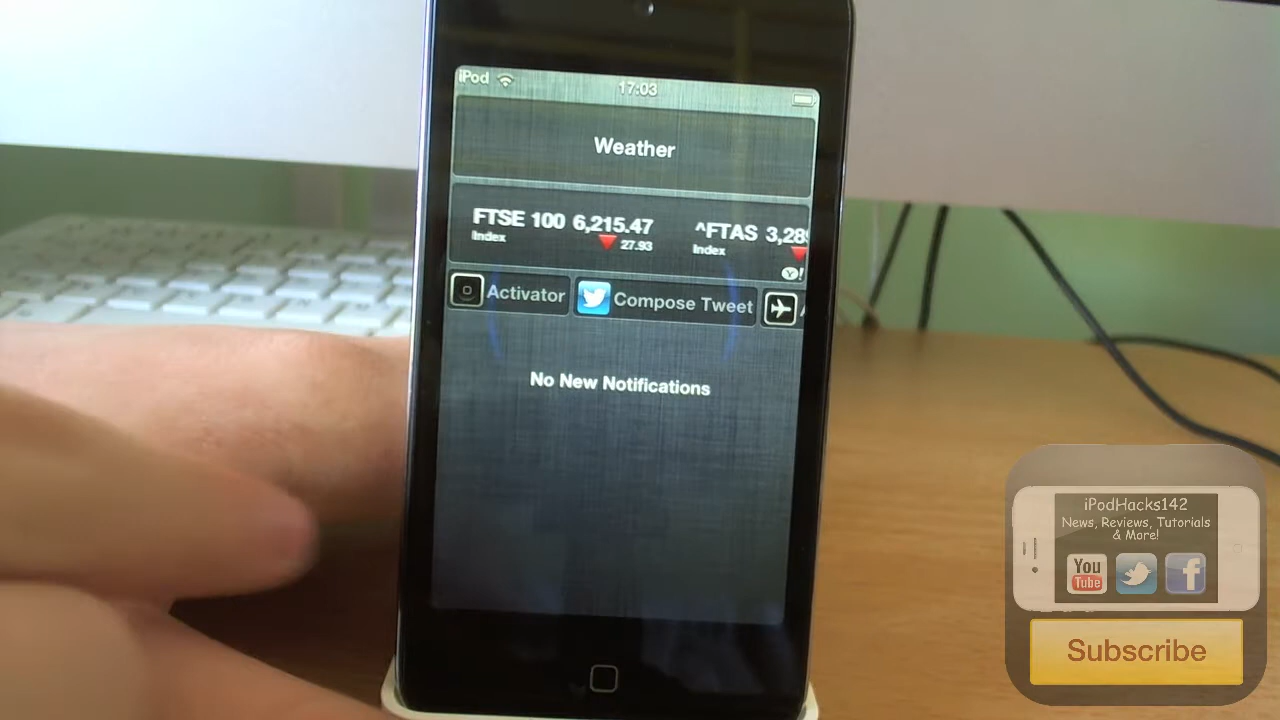 iPod
17:03
Weather
FTSE 100 6,215.47
Index
27.93
^FTAS 3,28
Index
Y!
Activator
Compose Tweet
No New Notifications
iPodHacks142
News, Reviews, Tutorials
& More!
You
Tube
f
Subscribe